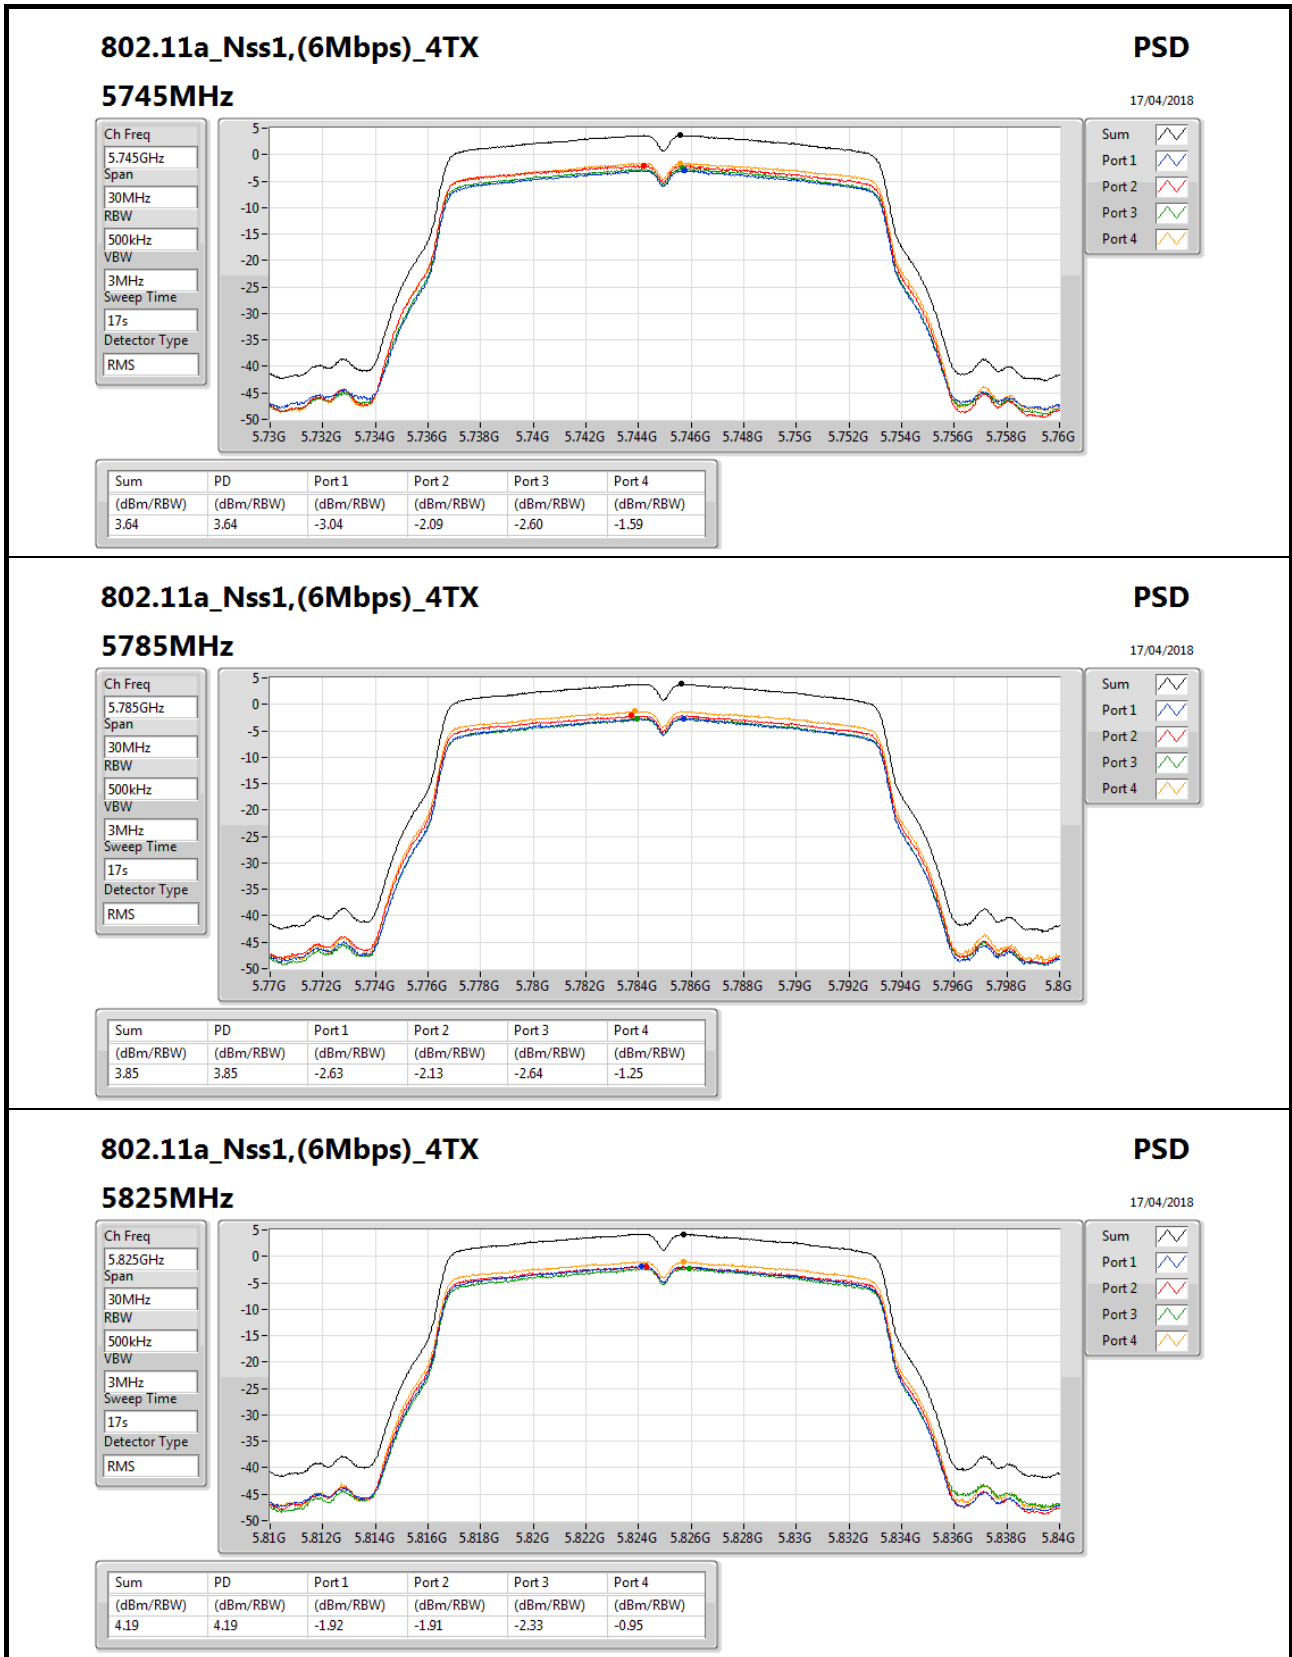 802.11a_Nss1,(6Mbps)_4TX PSD
5745MHz 17/04/2018
Ch Freq
5.745GHz
Span
30MHz
RBW
500kHz
VBW
3MHz
Sweep Time
17s
Detector Type
RMS
5
0
-5
-10
-15
-20
-25
-30
-35
-40
-45
-50
5.73G 5.732G 5.734G 5.736G 5.738G 5.74G 5.742G 5.744G 5.746G 5.748G 5.75G 5.752G 5.754G 5.756G 5.758G 5.76G
Sum
Port 1
Port 2
Port 3
Port 4
Sum PD Port 1 Port 2 Port 3 Port 4
(dBm/RBW) (dBm/RBW) (dBm/RBW) (dBm/RBW) (dBm/RBW) (dBm/RBW)
3.64 3.64 -3.04 -2.09 -2.60 -1.59
802.11a_Nss1,(6Mbps)_4TX PSD
5785MHz 17/04/2018
Ch Freq
5.785GHz
Span
30MHz
RBW
500kHz
VBW
3MHz
Sweep Time
17s
Detector Type
RMS
5
0
-5
-10
-15
-20
-25
-30
-35
-40
-45
-50
5.77G 5.772G 5.774G 5.776G 5.778G 5.78G 5.782G 5.784G 5.786G 5.788G 5.79G 5.792G 5.794G 5.796G 5.798G 5.8G
Sum
Port 1
Port 2
Port 3
Port 4
Sum PD Port 1 Port 2 Port 3 Port 4
(dBm/RBW) (dBm/RBW) (dBm/RBW) (dBm/RBW) (dBm/RBW) (dBm/RBW)
3.85 3.85 -2.63 -2.13 -2.64 -1.25
802.11a_Nss1,(6Mbps)_4TX PSD
5825MHz 17/04/2018
Ch Freq
5.825GHz
Span
30MHz
RBW
500kHz
VBW
3MHz
Sweep Time
17s
Detector Type
RMS
5
0
-5
-10
-15
-20
-25
-30
-35
-40
-45
-50
5.81G 5.812G 5.814G 5.816G 5.818G 5.82G 5.822G 5.824G 5.826G 5.828G 5.83G 5.832G 5.834G 5.836G 5.838G 5.84G
Sum
Port 1
Port 2
Port 3
Port 4
Sum PD Port 1 Port 2 Port 3 Port 4
(dBm/RBW) (dBm/RBW) (dBm/RBW) (dBm/RBW) (dBm/RBW) (dBm/RBW)
4.19 4.19 -1.92 -1.91 -2.33 -0.95